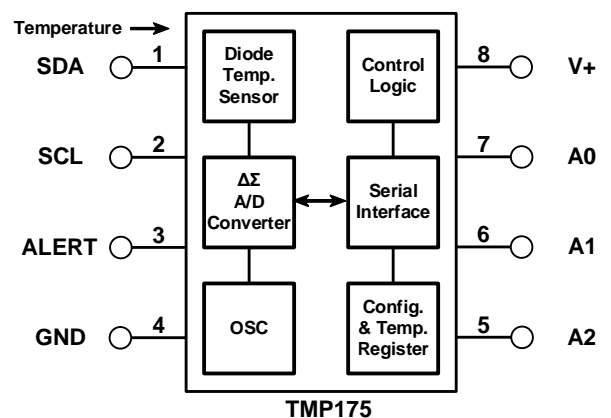 Temperature
SDA
1
SCL
2
ALERT
3
GND
4
Diode
Temp.
Sensor
ΔΣ
A/D
Converter
OSC
Control
Logic
Serial
Interface
Config.
& Temp.
Register
8
V+
7
A0
6
A1
5
A2
TMP175